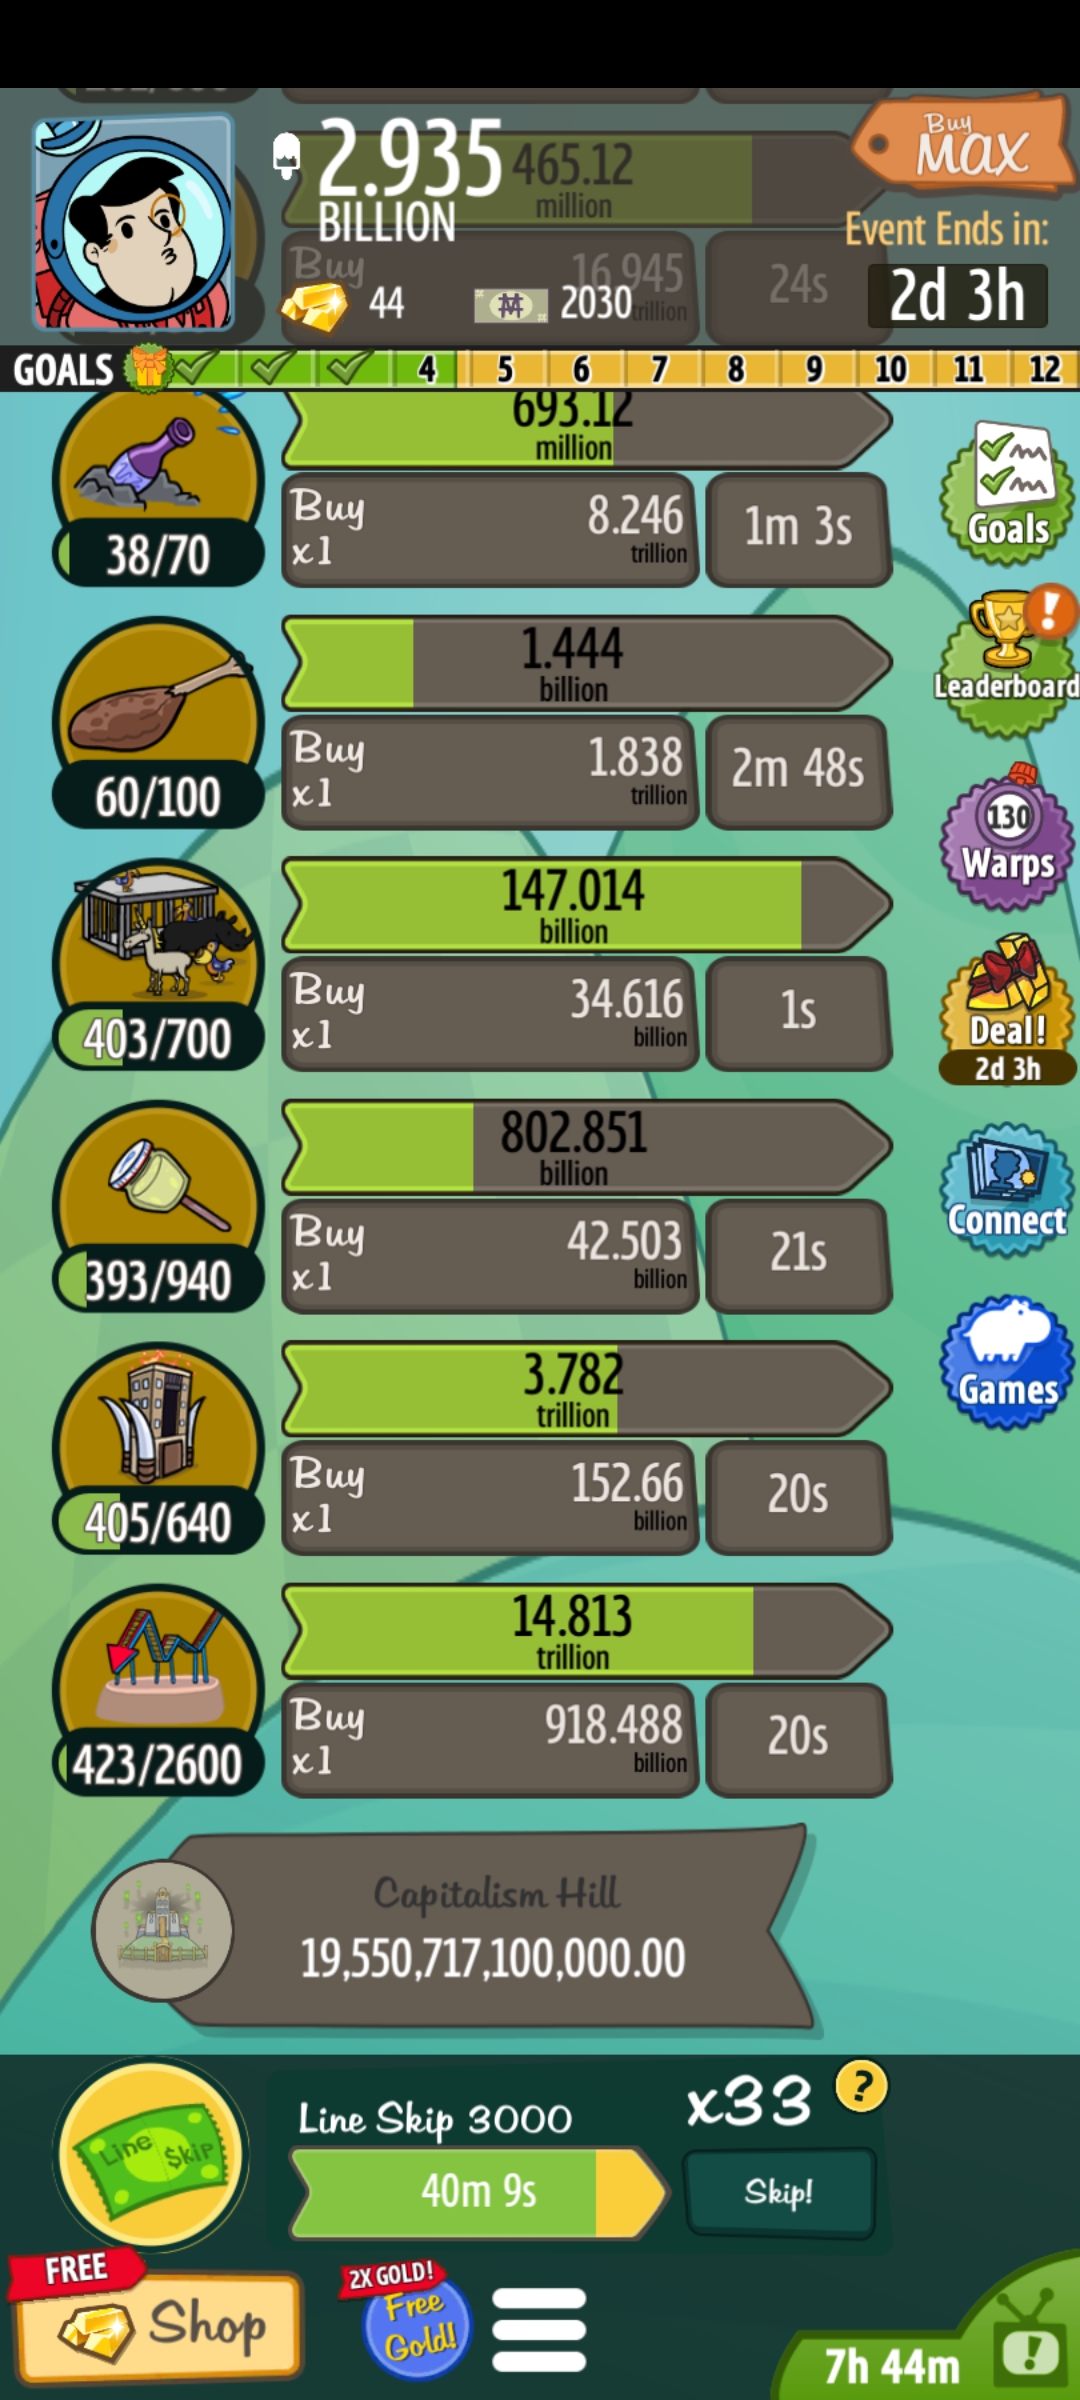 2.935
BILLION
465.12
million
Buy
MAX
Event Ends in:
2d 3h
Buy
16.945
trillion
24s
44
2030
GOALS
4 5 6 7 8 9 10 11 12
693.12
million
Buy
x1
8.246
trillion
1m 3s
38/70
Goals
1.444
billion
Buy
x1
1.838
trillion
2m 48s
60/100
Leaderboard
147.014
billion
Buy
x1
34.616
billion
1s
403/700
130
Warps
Deal!
2d 3h
802.851
billion
Buy
x1
42.503
billion
21s
393/940
Connect
3.782
trillion
Buy
x1
152.66
billion
20s
405/640
Games
14.813
trillion
Buy
x1
918.488
billion
20s
423/2600
Capitalism Hill
19,550,717,100,000.00
Line $kip
Line Skip 3000
x33
?
40m 9s
Skip!
FREE
Shop
2X GOLD!
Free
Gold!
7h 44m